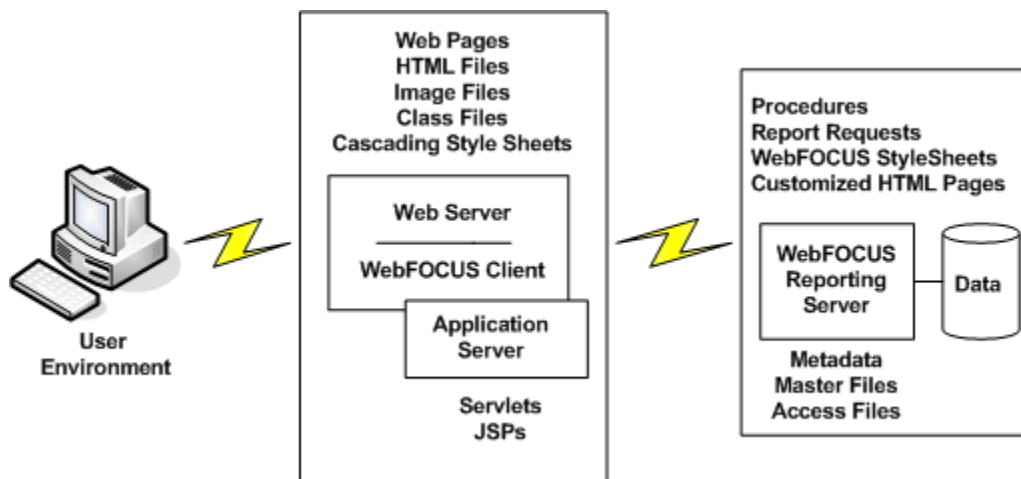 Web Pages
HTML Files
Image Files
Class Files
Cascading Style Sheets
Web Server
WebFOCUS Client
Application
Server
Servlets
JSPs
User
Environment
Procedures
Report Requests
WebFOCUS StyleSheets
Customized HTML Pages
WebFOCUS
Reporting
Server
Data
Metadata
Master Files
Access Files